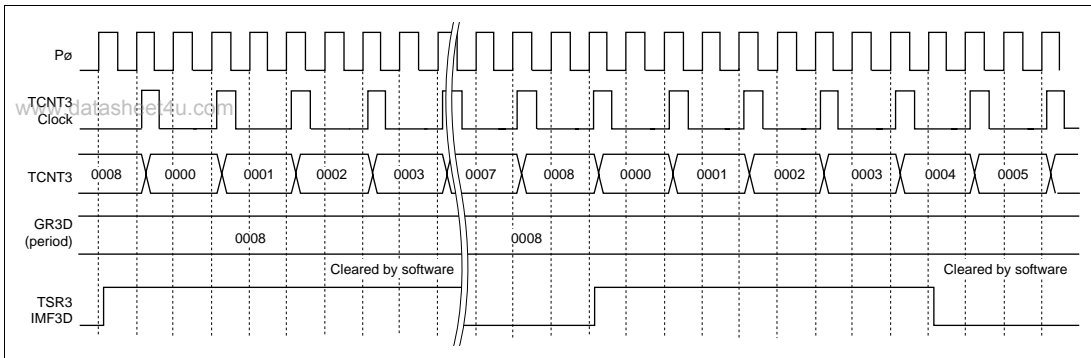 Pø
www.datasheet4u.com
TCNT3
Clock
TCNT3 0008 0000 0001 0002 0003 0007 0008 0000 0001 0002 0003 0004 0005
GR3D
(period) 0008 0008
Cleared by software Cleared by software
TSR3
IMF3D